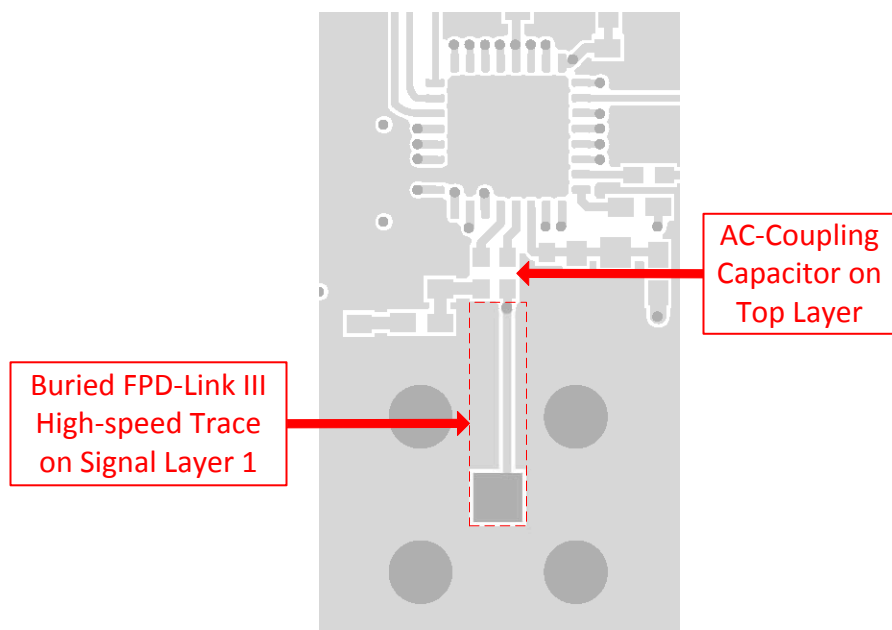 AC-Coupling
Capacitor on
Top Layer
Buried FPD-Link III
High-speed Trace
on Signal Layer 1